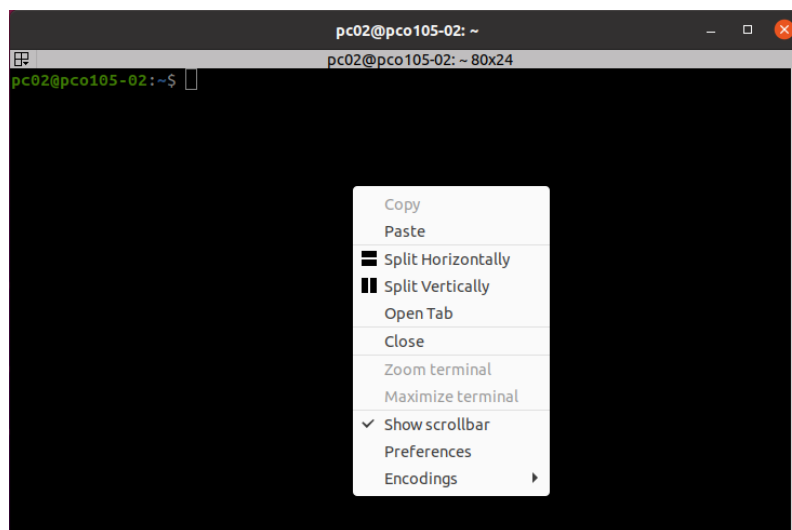 pc02@pco105-02: ~
pc02@pco105-02: ~ 80x24
pc02@pco105-02:~$
Copy
Paste
Split Horizontally
Split Vertically
Open Tab
Close
Zoom terminal
Maximize terminal
Show scrollbar
Preferences
Encodings